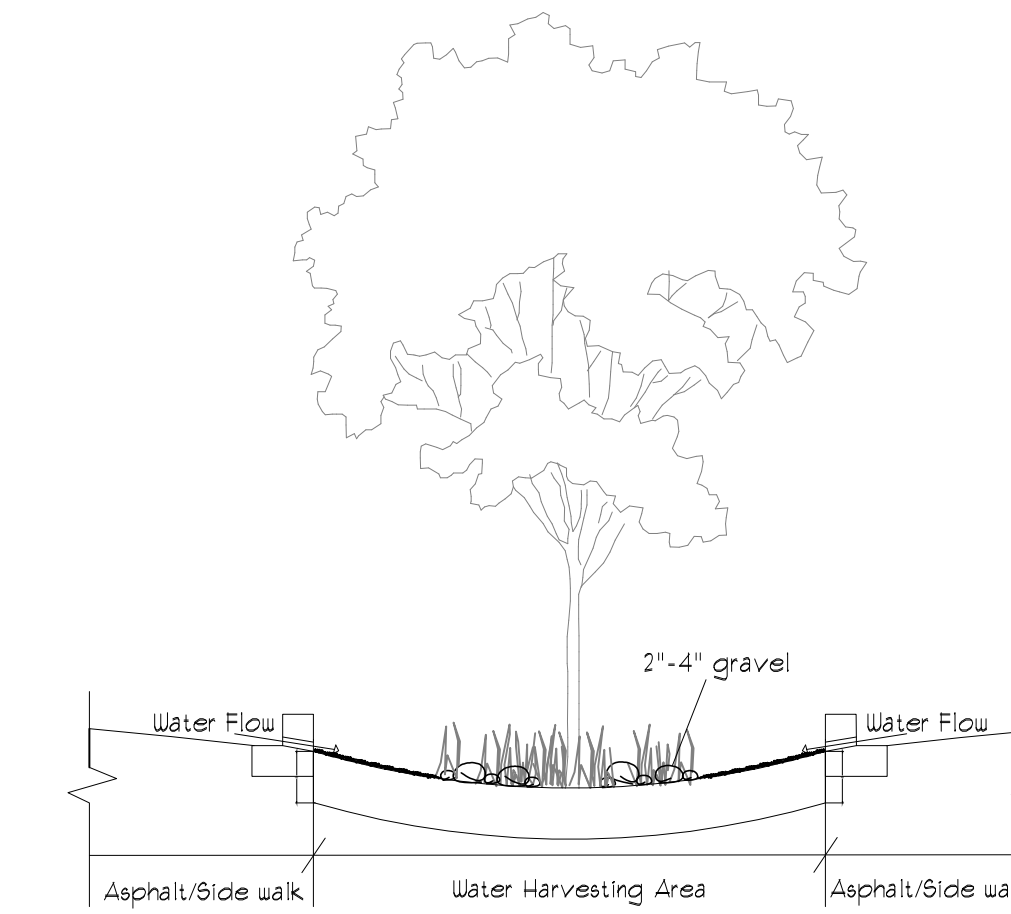 2"-4" gravel
Water Flow
Water Flow
Asphalt/Side walk
Water Harvesting Area
Asphalt/Side wa